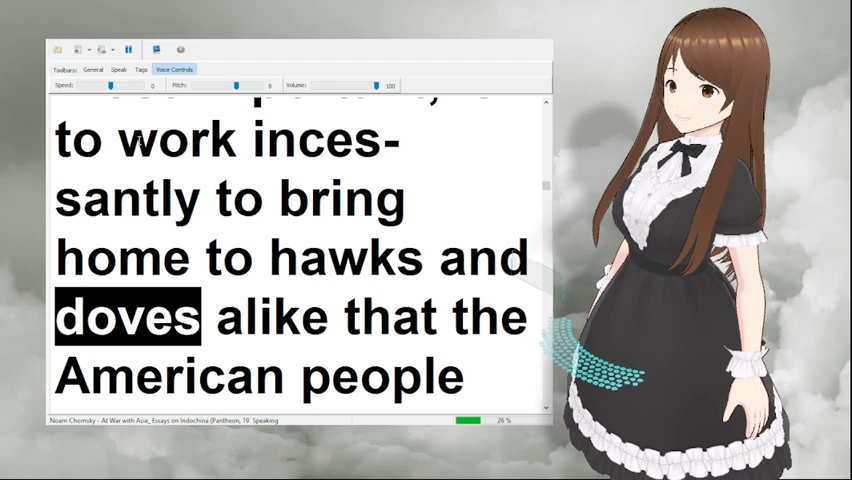 Toolbars: General Speak Tags Voice Controls
Speed: 0 Pitch: 8 Volume: 100
to work inces-
santly to bring
home to hawks and
doves alike that the
American people
Noam Chomsky - At War with Asia_ Essays on Indochina (Pantheon, 19 Speaking 26 %